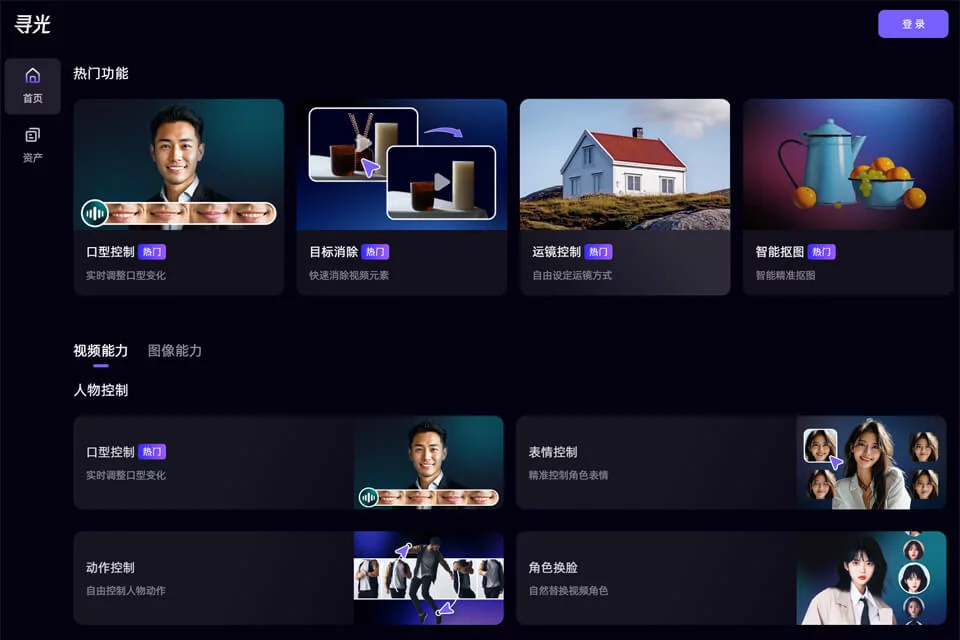 寻光
登录
首页
资产
热门功能
口型控制 热门
实时调整口型变化
目标消除 热门
快速消除视频元素
运镜控制 热门
自由设定运镜方式
智能抠图 热门
智能精准抠图
视频能力 图像能力
人物控制
口型控制 热门
实时调整口型变化
表情控制
精准控制角色表情
动作控制
自由控制人物动作
角色换脸
自然替换视频角色